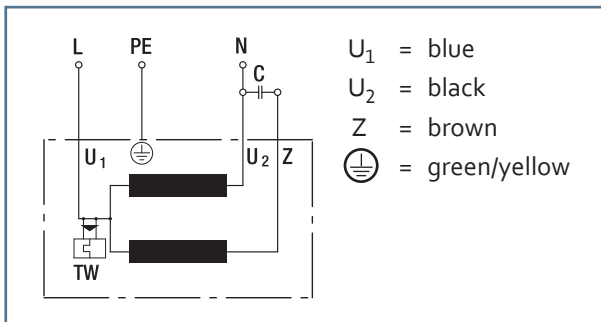 L PE N
C
U₁ U₂ Z
TW
U₁ = blue
U₂ = black
Z = brown
= green/yellow